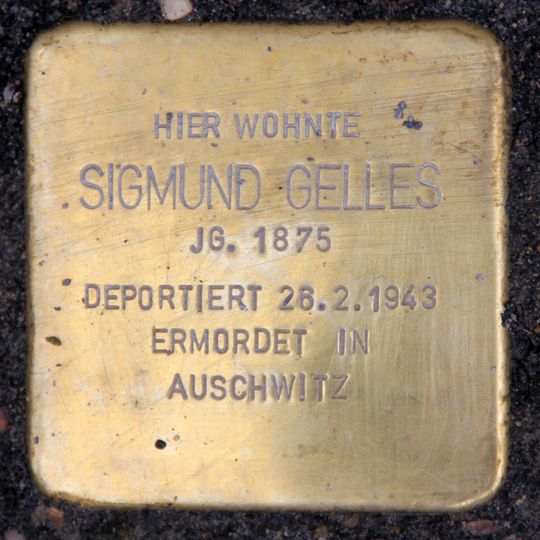 HIER WOHNTE
SIGMUND GELLES
JG. 1875
DEPORTIERT 26.2.1943
ERMORDET IN
AUSCHWITZ